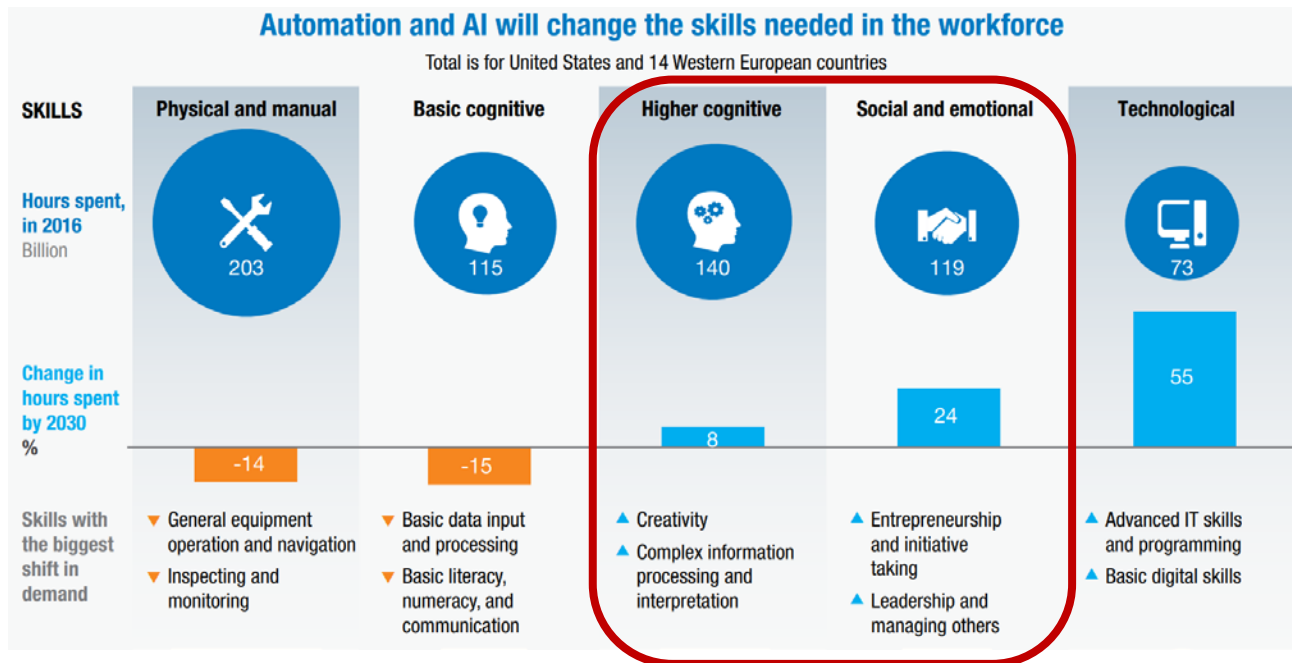 Automation and AI will change the skills needed in the workforce
Total is for United States and 14 Western European countries
SKILLS
Physical and manual
Basic cognitive
Higher cognitive
Social and emotional
Technological
Hours spent,
in 2016
Billion
203
115
140
119
73
Change in
hours spent
by 2030
%
-14
-15
8
24
55
Skills with
the biggest
shift in
demand
General equipment
operation and navigation
Inspecting and
monitoring
Basic data input
and processing
Basic literacy,
numeracy, and
communication
Creativity
Complex information
processing and
interpretation
Entrepreneurship
and initiative
taking
Leadership and
managing others
Advanced IT skills
and programming
Basic digital skills